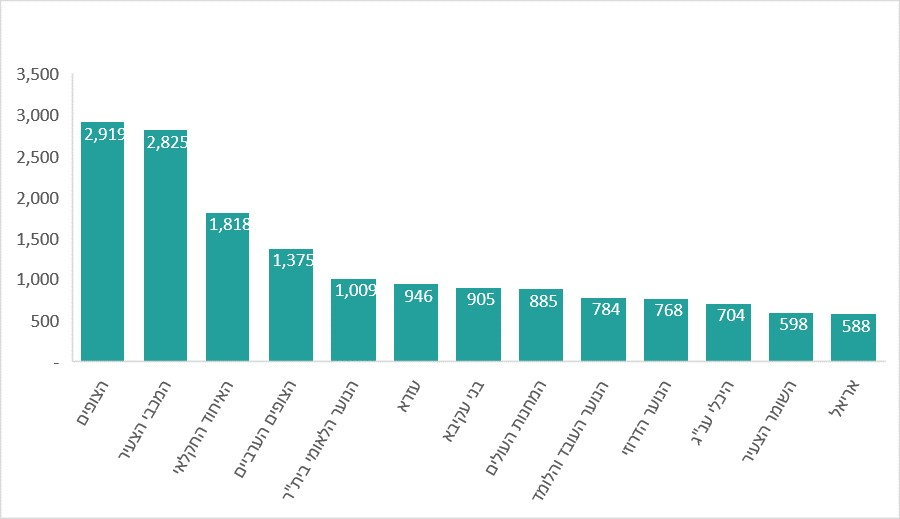 3,500
3,000
2,500
2,000
1,500
1,000
500
-
2,919
2,825
1,818
1,375
1,009
946
905
885
784
768
704
598
588
הצופים
המכבי הצעיר
האיחוד החקלאי
הצופים הערביים
הנוער הלאומי בית"ר
עזרא
בני עקיבא
המחנות העולים
הנוער העובד והלומד
הנוער הדרוזי
היכלי ענ"ג
השומר הצעיר
אריאל